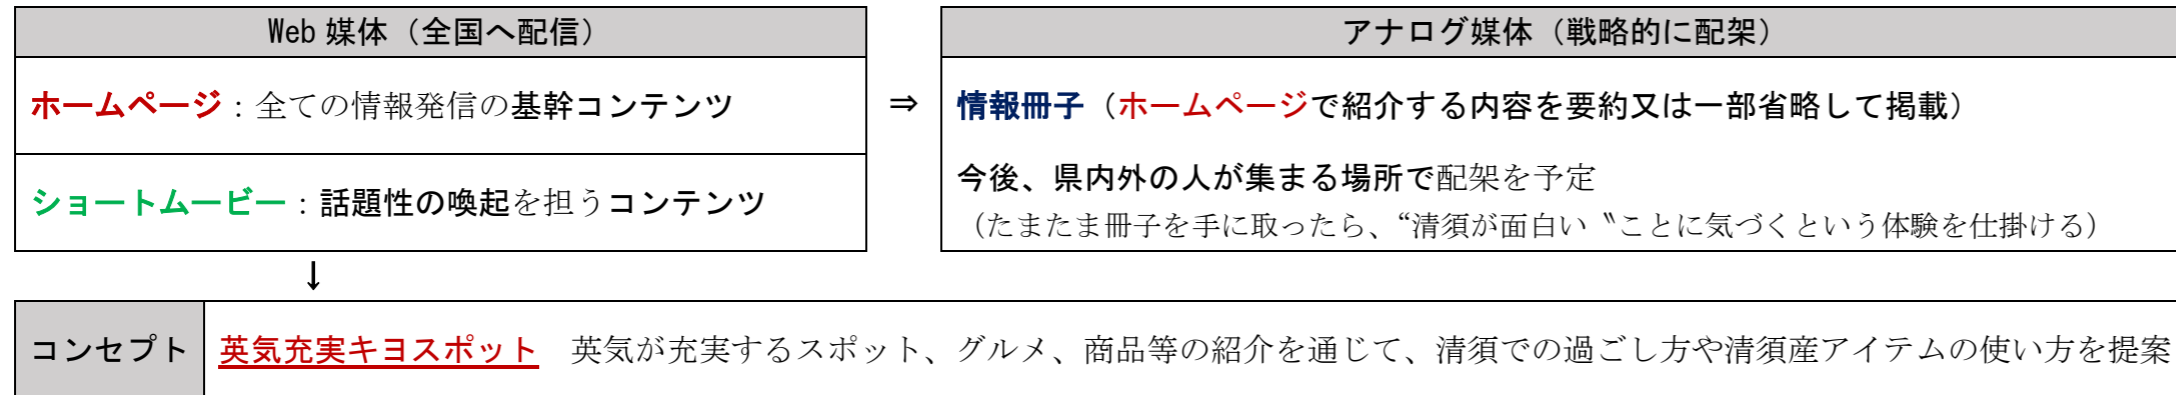 Web 媒体（全国へ配信）
ホームページ：全ての情報発信の基幹コンテンツ
ショートムービー：話題性の喚起を担うコンテンツ
⇒
アナログ媒体（戦略的に配架）
情報冊子（ホームページで紹介する内容を要約又は一部省略して掲載）
今後、県内外の人が集まる場所で配架を予定
（たまたま冊子を手に取ったら、“清須が面白い〝ことに気づくという体験を仕掛ける）
↓
コンセプト
英気充実キヨスポット　英気が充実するスポット、グルメ、商品等の紹介を通じて、清須での過ごし方や清須産アイテムの使い方を提案